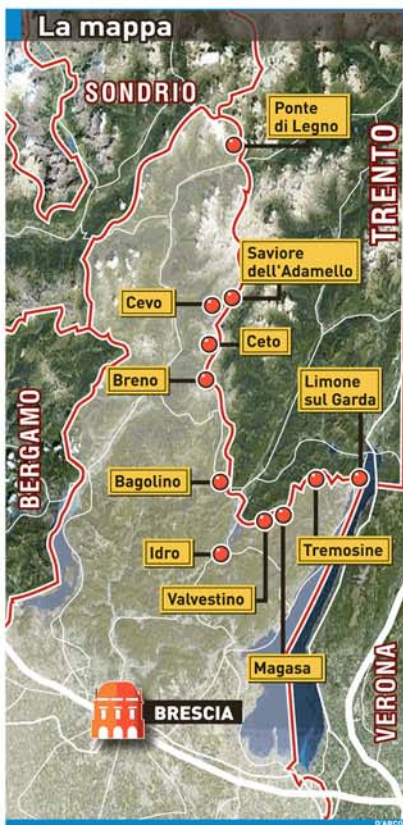 La mappa
SONDRIO
Ponte
di Legno
TRENTO
Saviore
dell'Adamello
Cevo
Ceto
Breno
Limone
sul Garda
BERGAMO
Bagolino
Idro
Tremosine
Valvestino
Magasa
VERONA
BRESCIA
D'ARCO